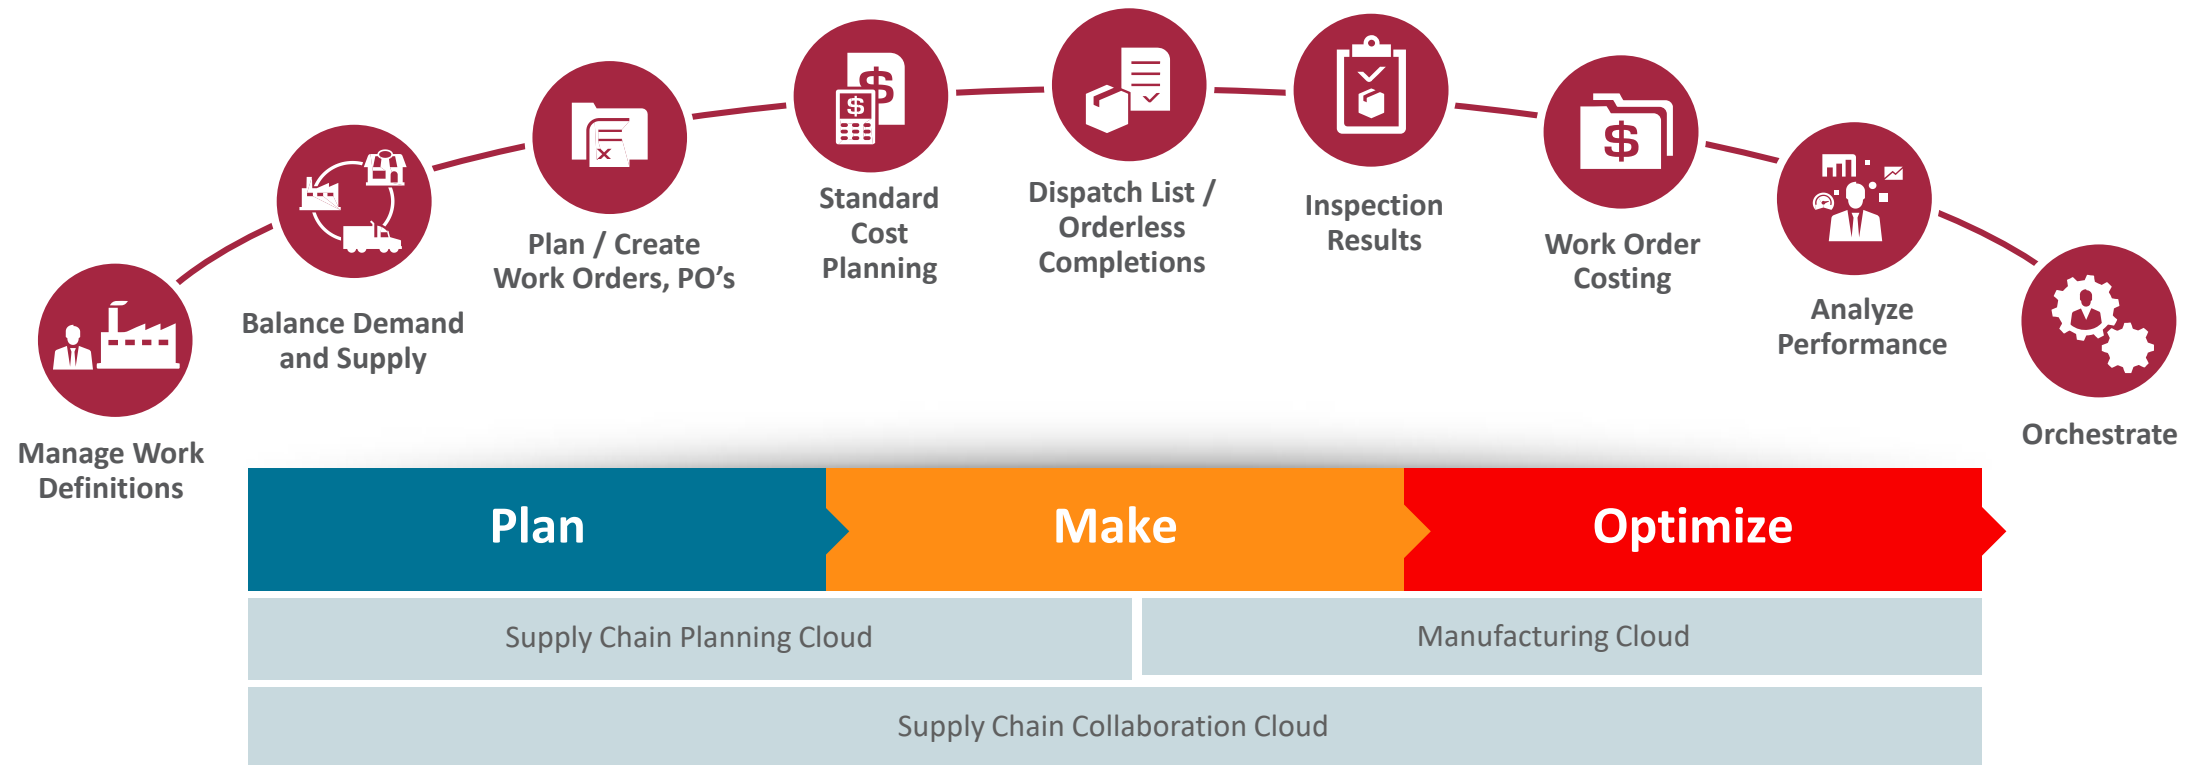 Manage Work
Definitions
Balance Demand
and Supply
Plan / Create
Work Orders, PO’s
$
$
Standard
Cost
Planning
Dispatch List /
Orderless
Completions
Inspection
Results
$
Work Order
Costing
Analyze
Performance
Orchestrate
Plan
Make
Optimize
Supply Chain Planning Cloud
Manufacturing Cloud
Supply Chain Collaboration Cloud